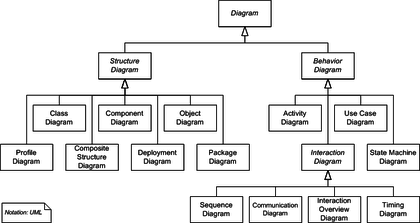 Diagram
Structure
Diagram
Behavior
Diagram
Class
Diagram
Component
Diagram
Object
Diagram
Activity
Diagram
Use Case
Diagram
Profile
Diagram
Composite
Structure
Diagram
Deployment
Diagram
Package
Diagram
Interaction
Diagram
State Machine
Diagram
Sequence
Diagram
Communication
Diagram
Interaction
Overview
Diagram
Timing
Diagram
Notation: UML